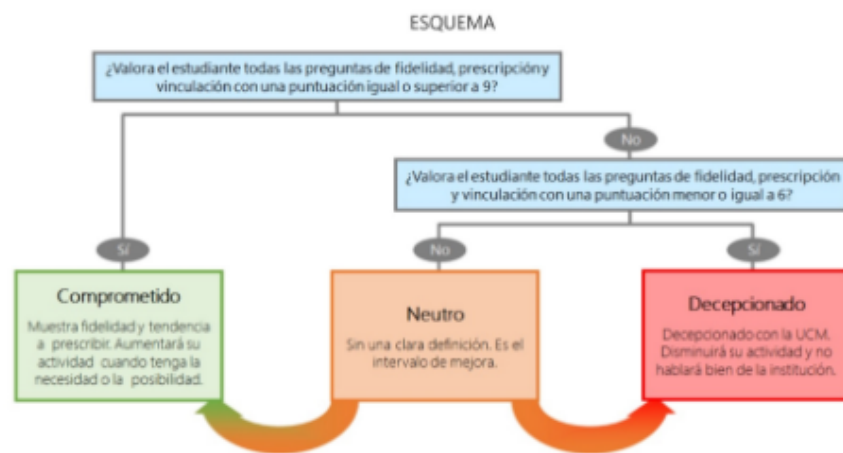 ESQUEMA
¿Valora el estudiante todas las preguntas de fidelidad, prescripción y
vinculación con una puntuación igual o superior a 9?
No
¿Valora el estudiante todas las preguntas de fidelidad, prescripción
y vinculación con una puntuación menor o igual a 6?
Sí
No
Sí
Comprometido
Muestra fidelidad y tendencia
a prescribir. Aumentará su
actividad cuando tenga la
necesidad o la posibilidad.
Neutro
Sin una clara definición. Es el
intervalo de mejora.
Decepcionado
Decepcionado con la UCM.
Disminuirá su actividad y no
hablará bien de la institución.